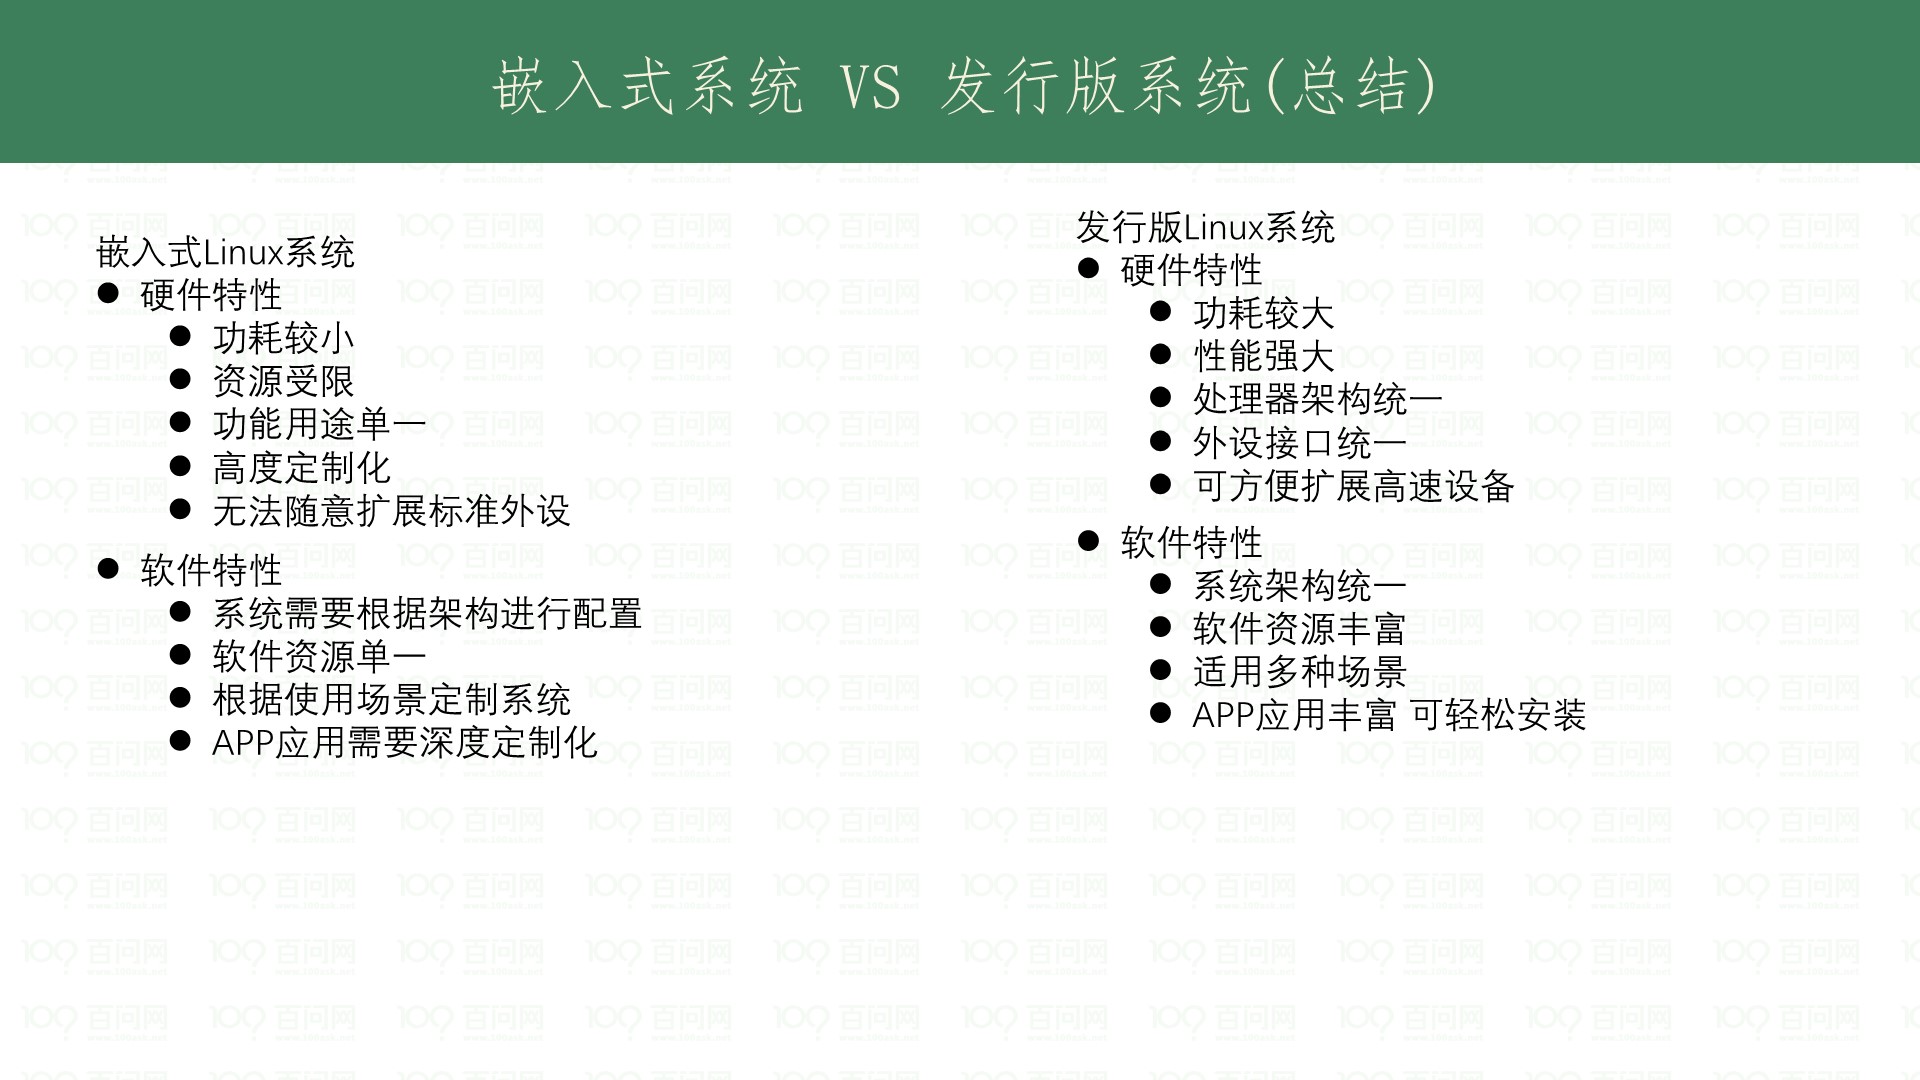 嵌入式系统 VS 发行版系统(总结)
嵌入式Linux系统
● 硬件特性
● 功耗较小
● 资源受限
● 功能用途单一
● 高度定制化
● 无法随意扩展标准外设
● 软件特性
● 系统需要根据架构进行配置
● 软件资源单一
● 根据使用场景定制系统
● APP应用需要深度定制化
发行版Linux系统
● 硬件特性
● 功耗较大
● 性能强大
● 处理器架构统一
● 外设接口统一
● 可方便扩展高速设备
● 软件特性
● 系统架构统一
● 软件资源丰富
● 适用多种场景
● APP应用丰富 可轻松安装
百问网
www.100ask.net